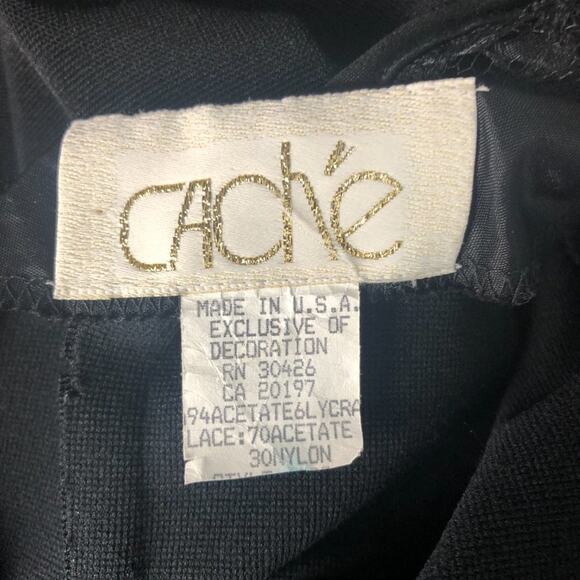 CAChé
MADE IN U.S.A.
EXCLUSIVE OF
DECORATION
RN 30426
CA 20197
94ACETATE6LYCRA
LACE:70ACETATE
30NYLON